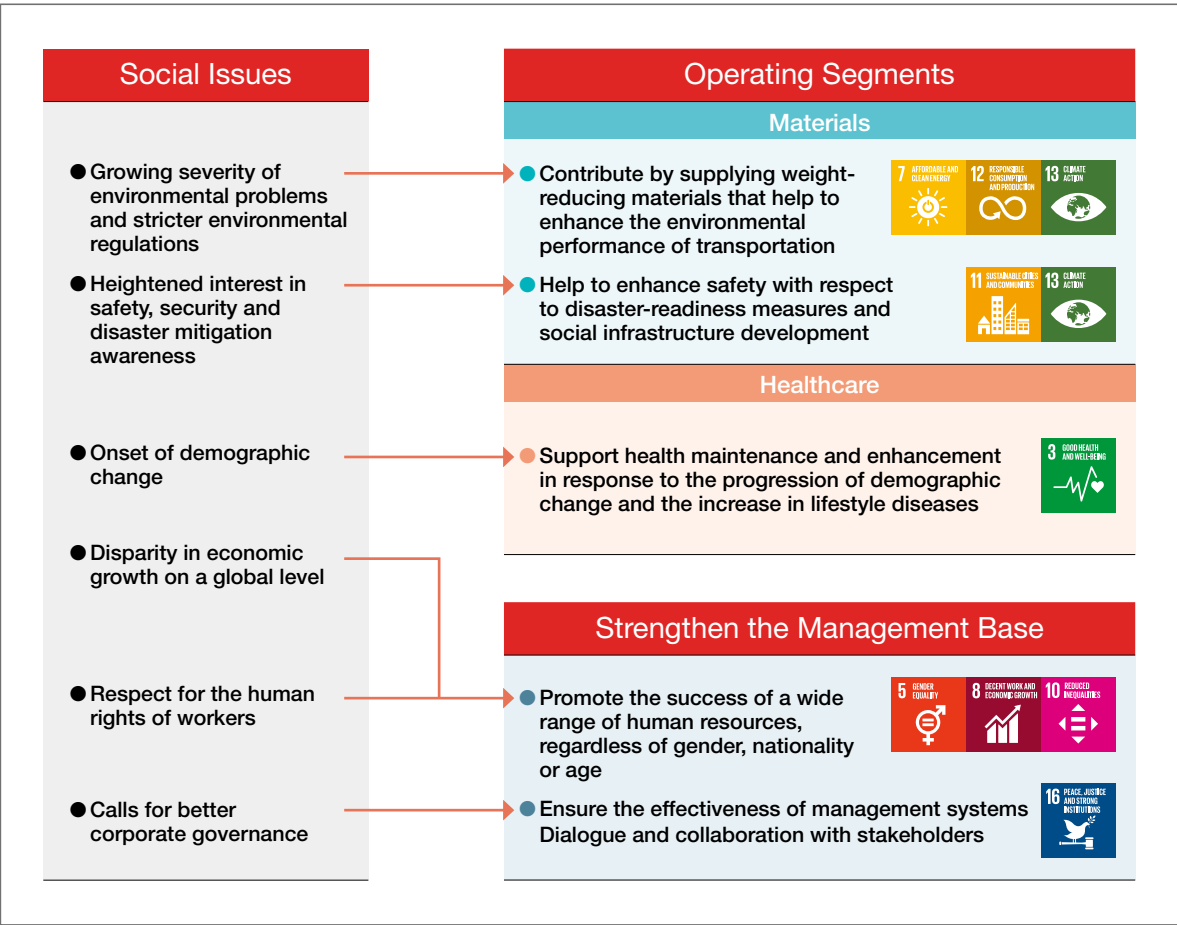 Social Issues
● Growing severity of
environmental problems
and stricter environmental
regulations
● Heightened interest in
safety, security and
disaster mitigation
awareness
● Onset of demographic
change
● Disparity in economic
growth on a global level
● Respect for the human
rights of workers
● Calls for better
corporate governance
Operating Segments
Materials
● Contribute by supplying weight-
reducing materials that help to
enhance the environmental
performance of transportation
7 AFFORDABLE AND
CLEAN ENERGY
12 RESPONSIBLE
CONSUMPTION
AND PRODUCTION
13 CLIMATE
ACTION
● Help to enhance safety with respect
to disaster-readiness measures and
social infrastructure development
11 SUSTAINABLE CITIES
AND COMMUNITIES
13 CLIMATE
ACTION
Healthcare
● Support health maintenance and enhancement
in response to the progression of demographic
change and the increase in lifestyle diseases
3 GOOD HEALTH
AND WELL-BEING
Strengthen the Management Base
● Promote the success of a wide
range of human resources,
regardless of gender, nationality
or age
5 GENDER
EQUALITY
8 DECENT WORK AND
ECONOMIC GROWTH
10 REDUCED
INEQUALITIES
● Ensure the effectiveness of management systems
Dialogue and collaboration with stakeholders
16 PEACE, JUSTICE
AND STRONG
INSTITUTIONS